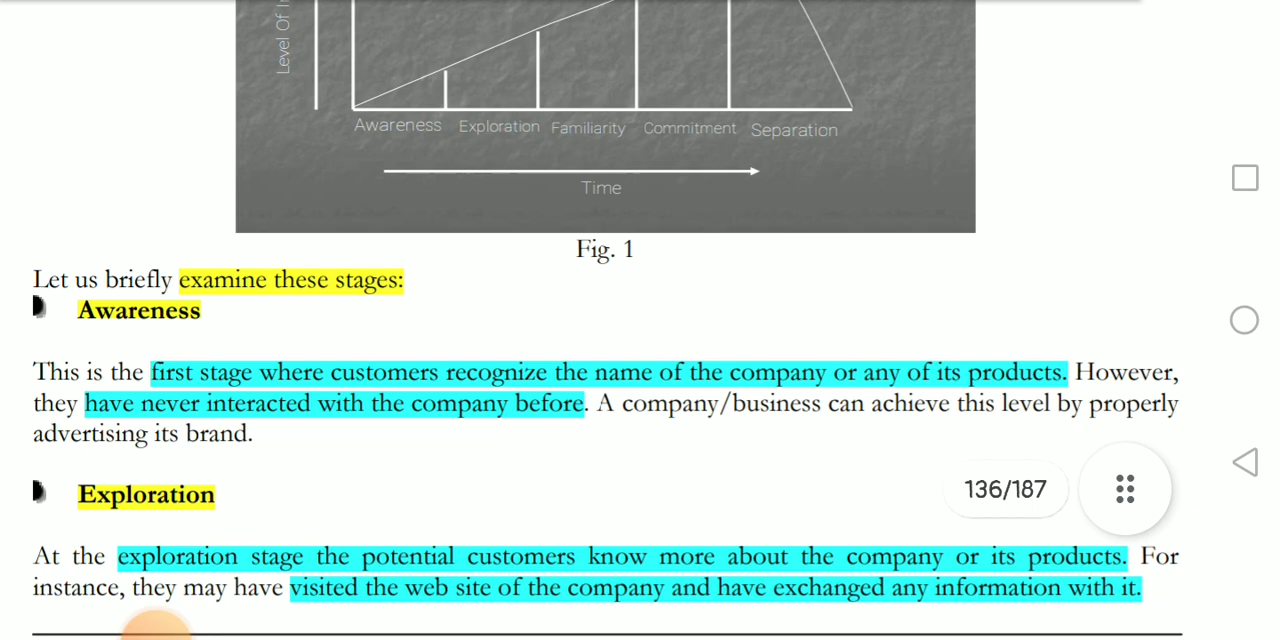 Level Of
Awareness Exploration Familiarity Commitment Separation
Time
Fig. 1
Let us briefly examine these stages:
Awareness
This is the first stage where customers recognize the name of the company or any of its products. However,
they have never interacted with the company before. A company/business can achieve this level by properly
advertising its brand.
136/187
Exploration
At the exploration stage the potential customers know more about the company or its products. For
instance, they may have visited the web site of the company and have exchanged any information with it.